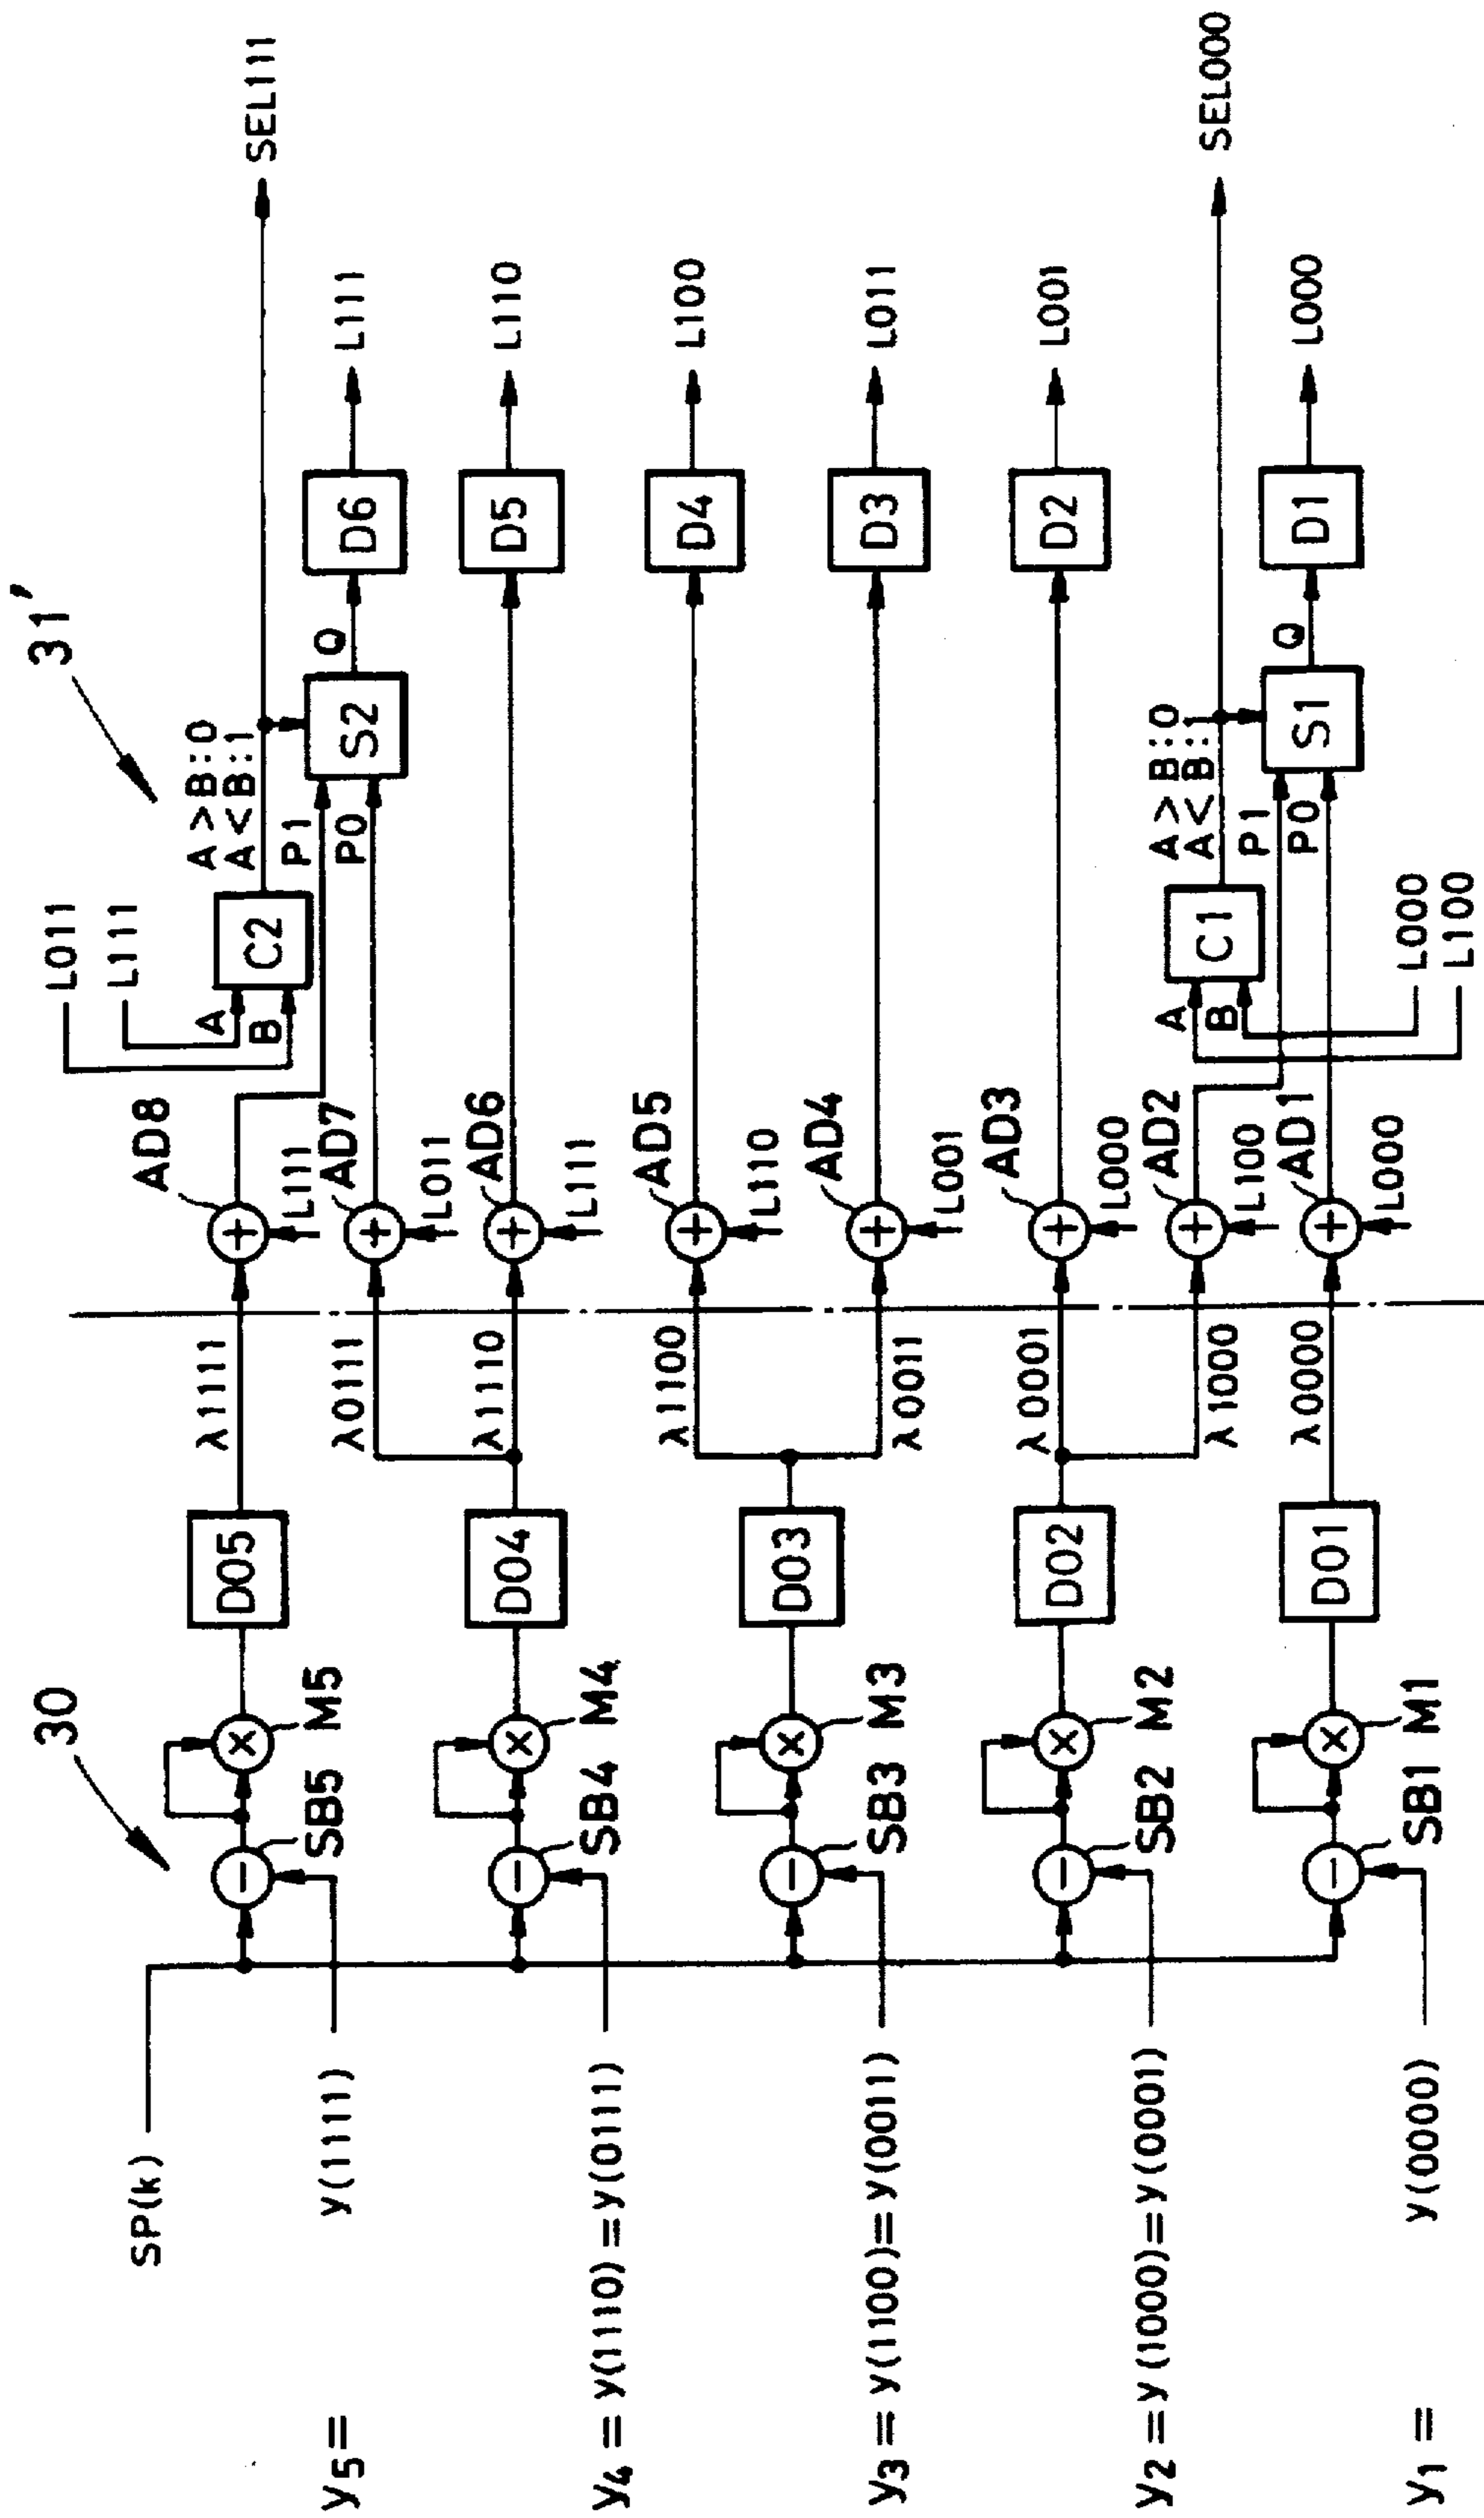 30
31'
SP(k)
y5 = y(1111)
SB5
M5
D05
λ1111
AD8
L111
L011
L111
A
B
C2
A>B:0
A<B:1
P1
P0
S2
Q
D6
L111
SEL111
y4 = y(1110)=y(0111)
SB4
M4
D04
λ0111
AD7
L011
λ1110
AD6
L111
D5
L110
y3 = y(1100)=y(0011)
SB3
M3
D03
λ1100
AD5
L110
D4
L100
λ0011
AD4
L001
D3
L011
y2 = y(1000)=y(0001)
SB2
M2
D02
λ0001
AD3
L000
D2
L001
λ1000
AD2
L100
A
B
C1
A>B:0
A<B:1
P1
P0
S1
Q
D1
L000
SEL000
L000
L100
y1 = y(0000)
SB1
M1
D01
λ0000
AD1
L000